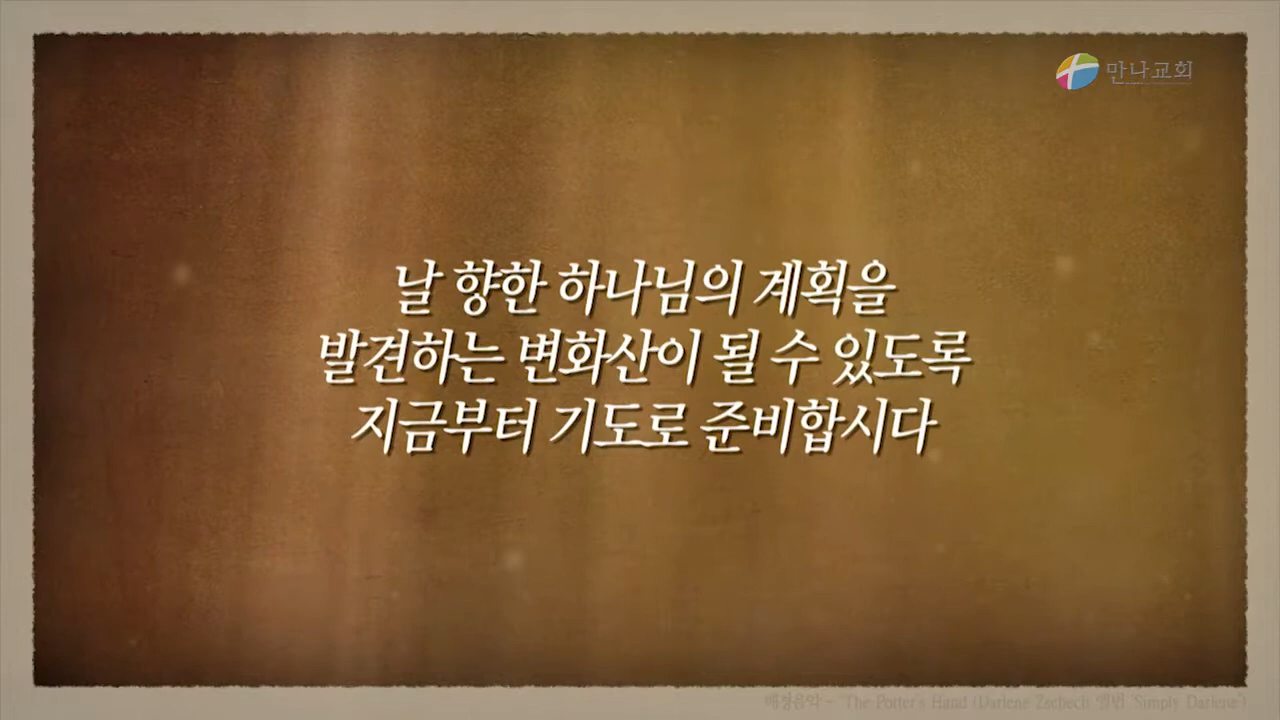 만나교회
날 향한 하나님의 계획을
발견하는 변화산이 될 수 있도록
지금부터 기도로 준비합시다
배경음악 - 'The Potter's Hand (Darlene Zschech 앨범 'Simply Darlene')